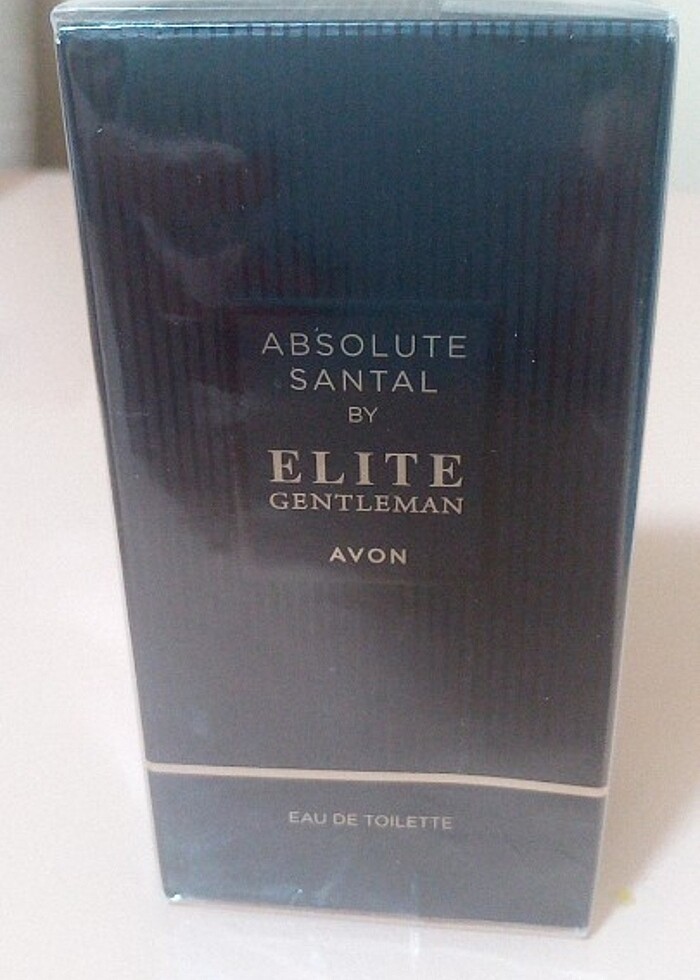 ABSOLUTE
SANTAL
BY
ELITE
GENTLEMAN
AVON
EAU DE TOILETTE